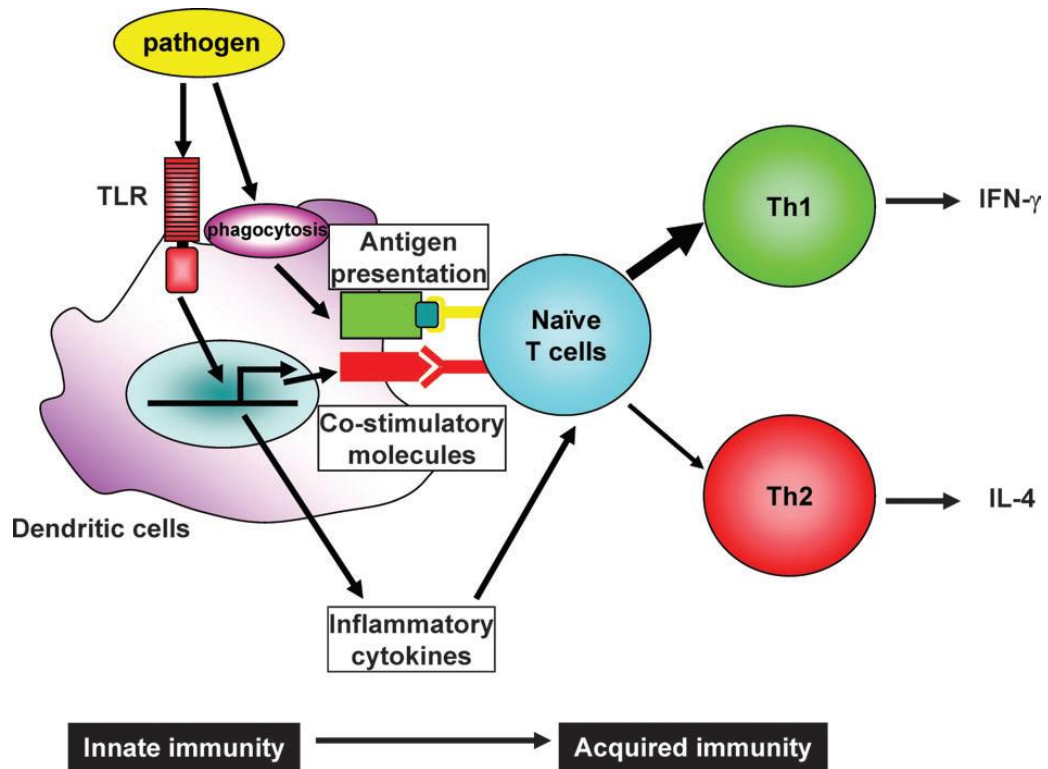 pathogen
TLR
phagocytosis
Antigen
presentation
Naïve
T cells
Th1
IFN-γ
Co-stimulatory
molecules
Th2
IL-4
Dendritic cells
Inflammatory
cytokines
Innate immunity
Acquired immunity